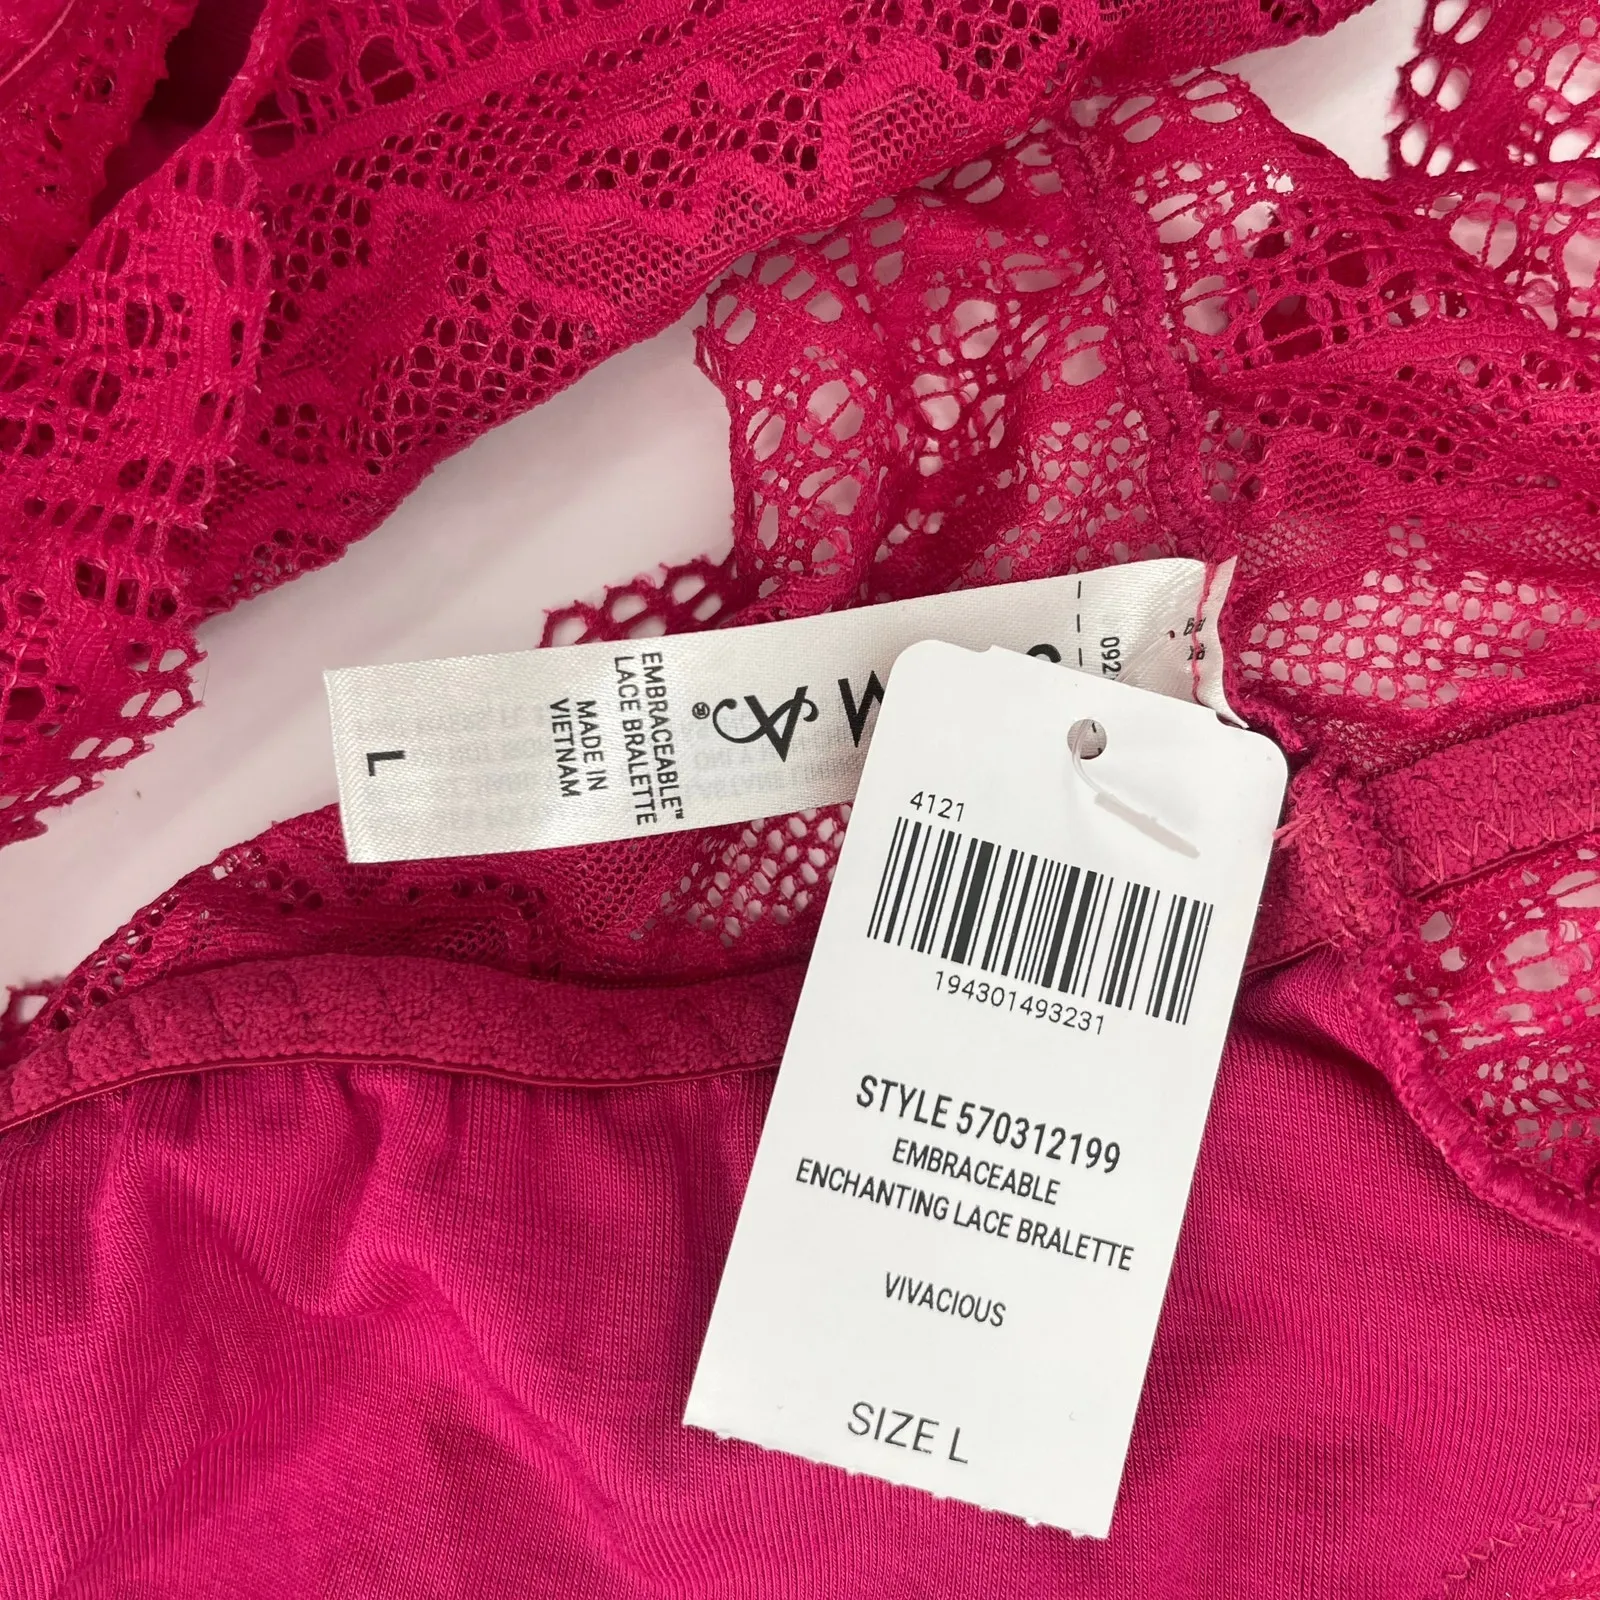 EMBRACEABLE™
LACE BRALETTE
MADE IN
VIETNAM
L
4121
194301493231
STYLE 570312199
EMBRACEABLE
ENCHANTING LACE BRALETTE
VIVACIOUS
SIZE L